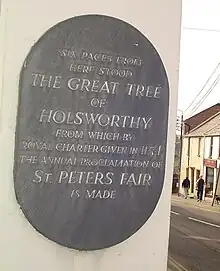 SIX PACES FROM
HERE STOOD
THE GREAT TREE
OF
HOLSWORTHY
FROM WHICH BY
ROYAL CHARTER GIVEN IN 1154
THE ANNUAL PROCLAMATION OF
ST. PETERS FAIR
IS MADE